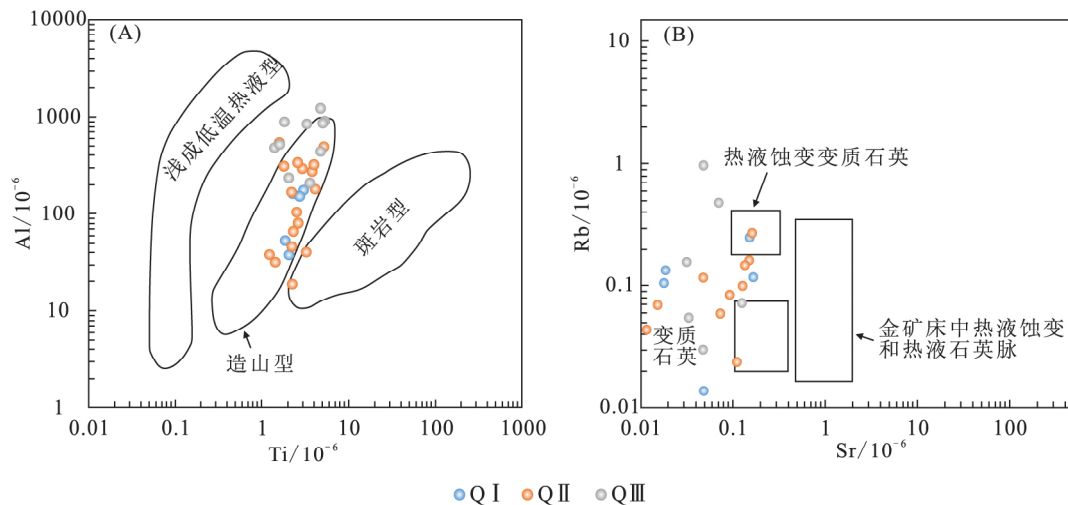 (A)
10000
1000
100
10
1
Al/10⁻⁶
浅成低温热液型
斑岩型
造山型
0.01
0.1
1
10
100
1000
Ti/10⁻⁶
(B)
10
1
0.1
0.01
Rb/10⁻⁶
热液蚀变变质石英
变质
石英
金矿床中热液蚀变
和热液石英脉
0.01
0.1
1
10
100
Sr/10⁻⁶
QⅠ QⅡ QⅢ